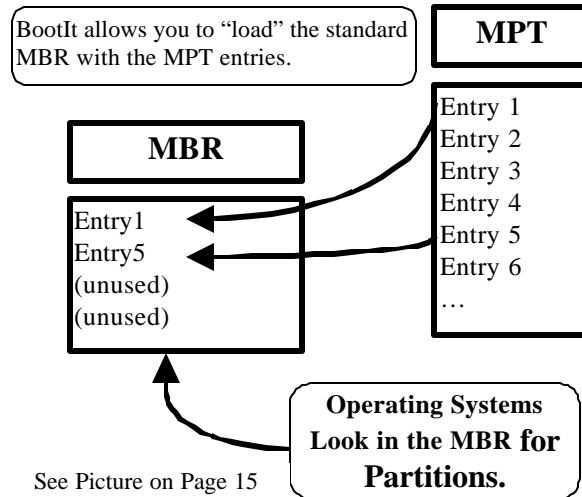 BootIt allows you to “load” the standard
MBR with the MPT entries.
MPT
Entry 1
Entry 2
Entry 3
Entry 4
Entry 5
Entry 6
…
MBR
Entry1
Entry5
(unused)
(unused)
Operating Systems
Look in the MBR for
Partitions.
See Picture on Page 15